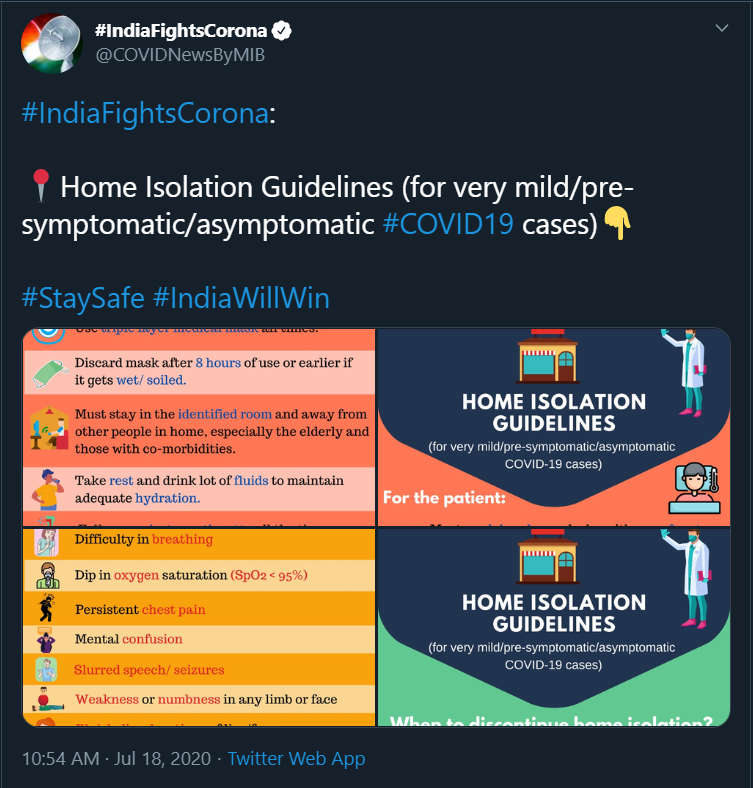 #IndiaFightsCorona
@COVIDNewsByMIB
#IndiaFightsCorona:
📍 Home Isolation Guidelines (for very mild/pre-
symptomatic/asymptomatic #COVID19 cases)👇
#StaySafe #IndiaWillWin
Use triple layer medical mask all times.
Discard mask after 8 hours of use or earlier if
it gets wet/ soiled.
Must stay in the identified room and away from
other people in home, especially the elderly and
those with co-morbidities.
Take rest and drink lot of fluids to maintain
adequate hydration.
HOME ISOLATION
GUIDELINES
(for very mild/pre-symptomatic/asymptomatic
COVID-19 cases)
For the patient:
Difficulty in breathing
Dip in oxygen saturation (SpO2 < 95%)
Persistent chest pain
Mental confusion
Slurred speech/ seizures
Weakness or numbness in any limb or face
HOME ISOLATION
GUIDELINES
(for very mild/pre-symptomatic/asymptomatic
COVID-19 cases)
When to discontinue home isolation?
10:54 AM · Jul 18, 2020 · Twitter Web App